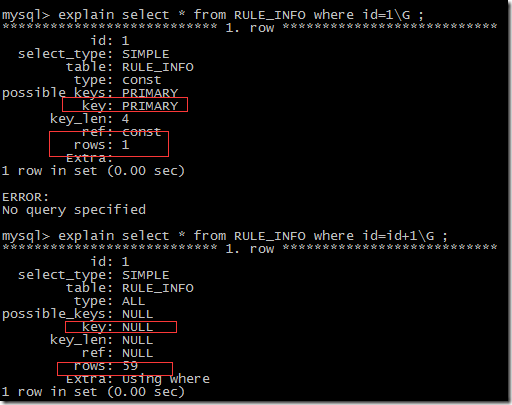 mysql> explain select * from RULE_INFO where id=1\G ;
*************************** 1. row ***************************
id: 1
select_type: SIMPLE
table: RULE_INFO
type: const
possible_keys: PRIMARY
key: PRIMARY
key_len: 4
ref: const
rows: 1
Extra:
1 row in set (0.00 sec)
ERROR:
No query specified
mysql> explain select * from RULE_INFO where id=id+1\G ;
*************************** 1. row ***************************
id: 1
select_type: SIMPLE
table: RULE_INFO
type: ALL
possible_keys: NULL
key: NULL
key_len: NULL
ref: NULL
rows: 59
Extra: Using where
1 row in set (0.00 sec)